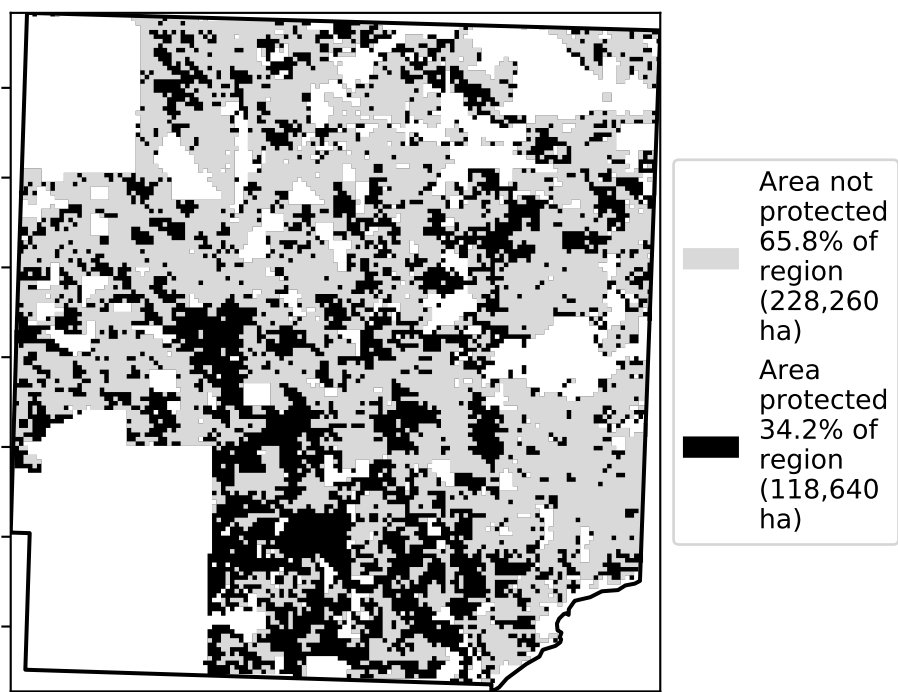 Area not
protected
65.8% of
region
(228,260
ha)
Area
protected
34.2% of
region
(118,640
ha)